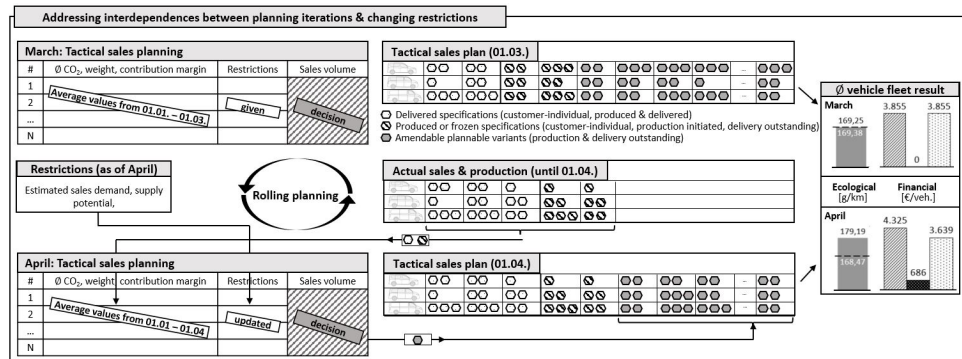 Addressing interdependences between planning iterations & changing restrictions
March: Tactical sales planning
# Ø CO₂, weight, contribution margin Restrictions Sales volume
1
2
...
N
Average values from 01.01. – 01.03.
given
decision
Tactical sales plan (01.03.)
...
Delivered specifications (customer-individual, produced & delivered)
Produced or frozen specifications (customer-individual, production initiated, delivery outstanding)
Amendable plannable variants (production & delivery outstanding)
Restrictions (as of April)
Estimated sales demand, supply
potential,
Rolling planning
Actual sales & production (until 01.04.)
April: Tactical sales planning
# Ø CO₂, weight, contribution margin Restrictions Sales volume
1
2
...
N
Average values from 01.01 – 01.04
updated
decision
Tactical sales plan (01.04.)
...
Ø vehicle fleet result
March
3.855 3.855
169,25
169,38
0
Ecological Financial
[g/km] [€/veh.]
April
4.325
179,19 3.639
168,47
686